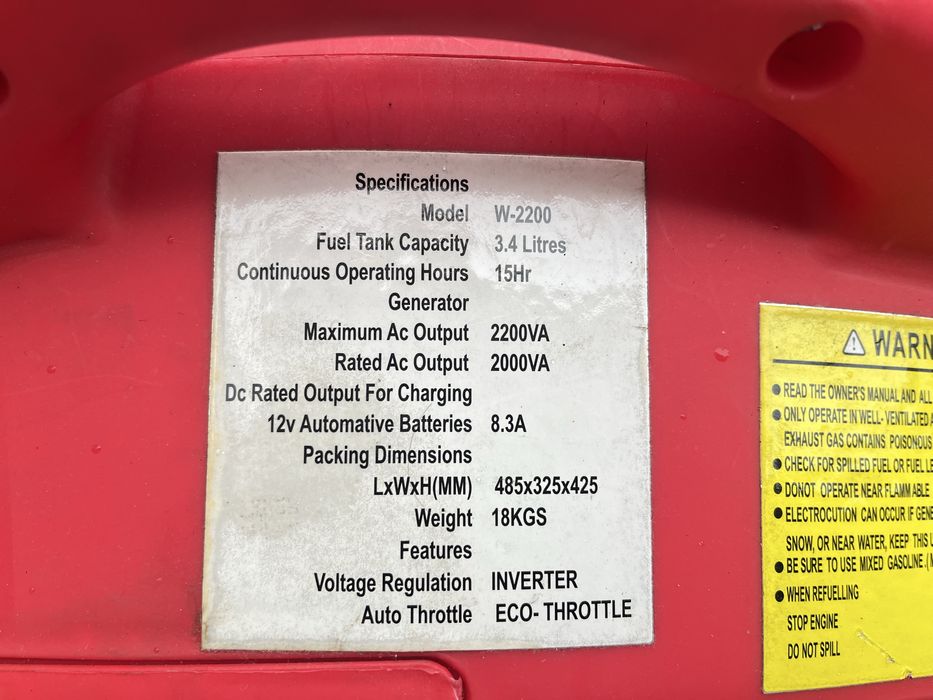 Specifications
Model W-2200
Fuel Tank Capacity 3.4 Litres
Continuous Operating Hours 15Hr
Generator
Maximum Ac Output 2200VA
Rated Ac Output 2000VA
Dc Rated Output For Charging
12v Automative Batteries 8.3A
Packing Dimensions
LxWxH(MM) 485x325x425
Weight 18KGS
Features
Voltage Regulation INVERTER
Auto Throttle ECO- THROTTLE
WARN
READ THE OWNER'S MANUAL AND ALL
ONLY OPERATE IN WELL- VENTILATED
EXHAUST GAS CONTAINS POISONOUS
CHECK FOR SPILLED FUEL OR FUEL LE
DONOT OPERATE NEAR FLAMM ABLE
ELECTROCUTION CAN OCCUR IF GENE
SNOW, OR NEAR WATER, KEEP THIS U
BE SURE TO USE MIXED GASOLINE.(
WHEN REFUELLING
STOP ENGINE
DO NOT SPILL